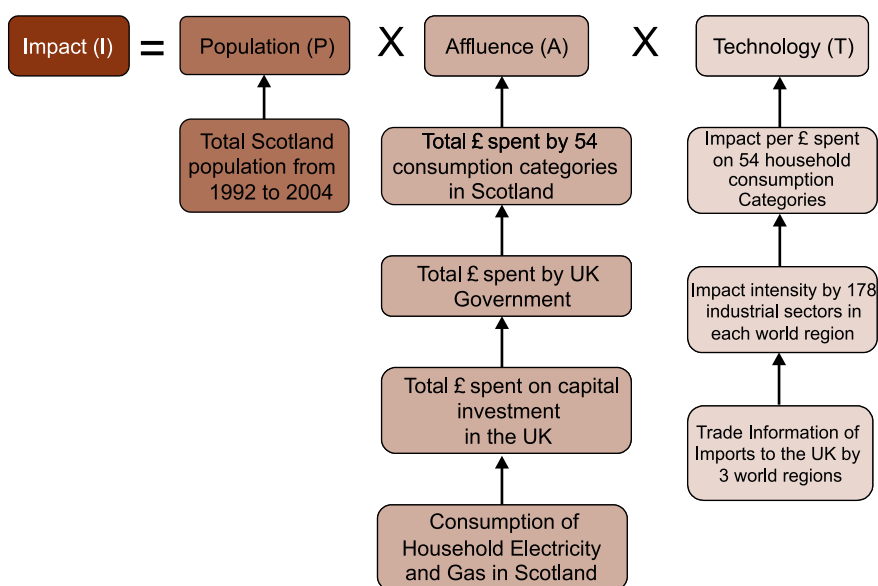 Impact (I) = Population (P) X Affluence (A) X Technology (T)
Total Scotland
population from
1992 to 2004
Total £ spent by 54
consumption categories
in Scotland
Impact per £ spent
on 54 household
consumption
Categories
Total £ spent by UK
Government
Impact intensity by 178
industrial sectors in
each world region
Total £ spent on capital
investment
in the UK
Trade Information of
Imports to the UK by
3 world regions
Consumption of
Household Electricity
and Gas in Scotland